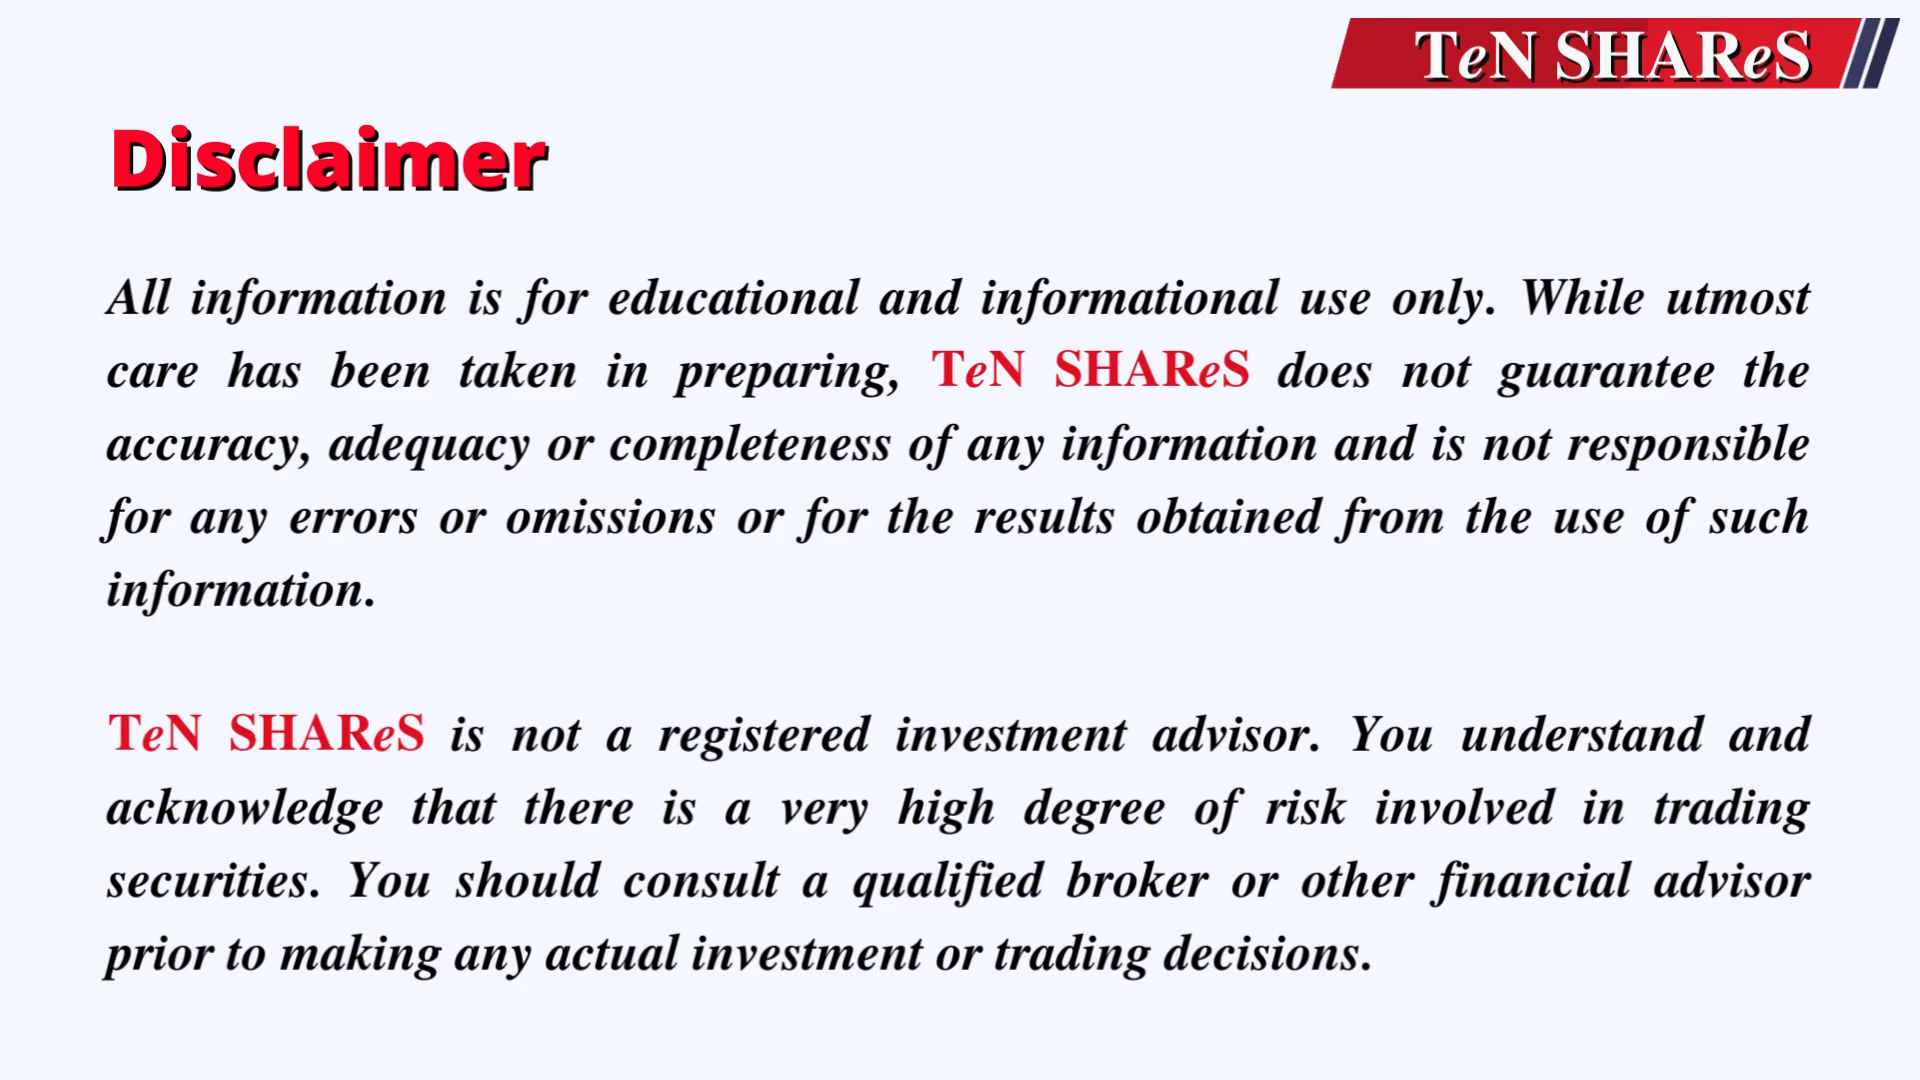 TeN SHAReS
Disclaimer
All information is for educational and informational use only. While utmost
care has been taken in preparing, TeN SHAReS does not guarantee the
accuracy, adequacy or completeness of any information and is not responsible
for any errors or omissions or for the results obtained from the use of such
information.
TeN SHAReS is not a registered investment advisor. You understand and
acknowledge that there is a very high degree of risk involved in trading
securities. You should consult a qualified broker or other financial advisor
prior to making any actual investment or trading decisions.